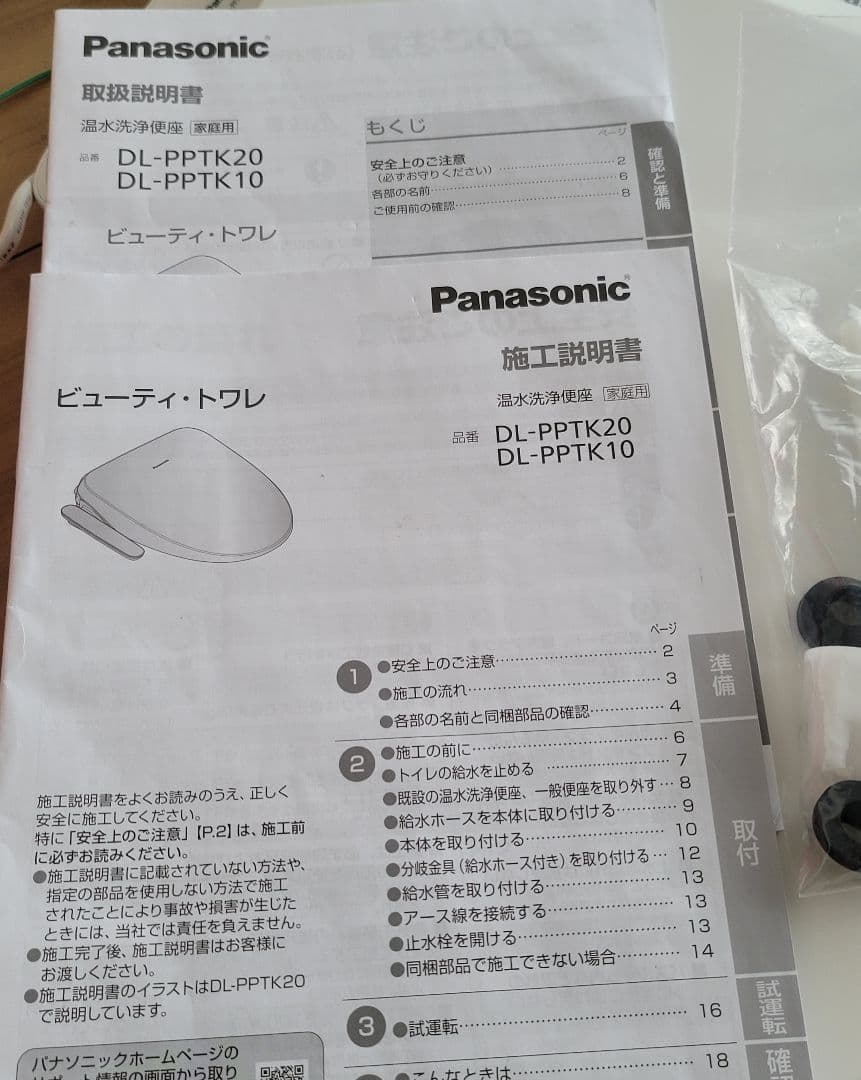 Panasonic
取扱説明書
温水洗浄便座 家庭用
品番 DL-PPTK20
DL-PPTK10
ビューティ・トワレ
もくじ
ページ
安全上のご注意 2
(必ずお守りください)
各部の名前 6
ご使用前の確認 8
確認と準備
Panasonic®
施工説明書
温水洗浄便座 家庭用
品番 DL-PPTK20
DL-PPTK10
ビューティ・トワレ
Panasonic
ページ
1 ●安全上のご注意 2
●施工の流れ 3
●各部の名前と同梱部品の確認 4
準備
2 ●施工の前に 6
●トイレの給水を止める 7
●既設の温水洗浄便座、一般便座を取り外す 8
●給水ホースを本体に取り付ける 9
●本体を取り付ける 10
●分岐金具(給水ホース付き)を取り付ける 12
●給水管を取り付ける 13
●アース線を接続する 13
●止水栓を開ける 13
●同梱部品で施工できない場合 14
取付
3 ●試運転 16
試運転
●こんなときは 18
施工説明書をよくお読みのうえ、正しく
安全に施工してください。
特に「安全上のご注意」【P.2】は、施工前
に必ずお読みください。
●施工説明書に記載されていない方法や、
指定の部品を使用しない方法で施工
されたことにより事故や損害が生じた
ときには、当社では責任を負えません。
●施工完了後、施工説明書はお客様に
お渡しください。
●施工説明書のイラストはDL-PPTK20
で説明しています。
パナソニックホームページの
サポート情報の画面から取り